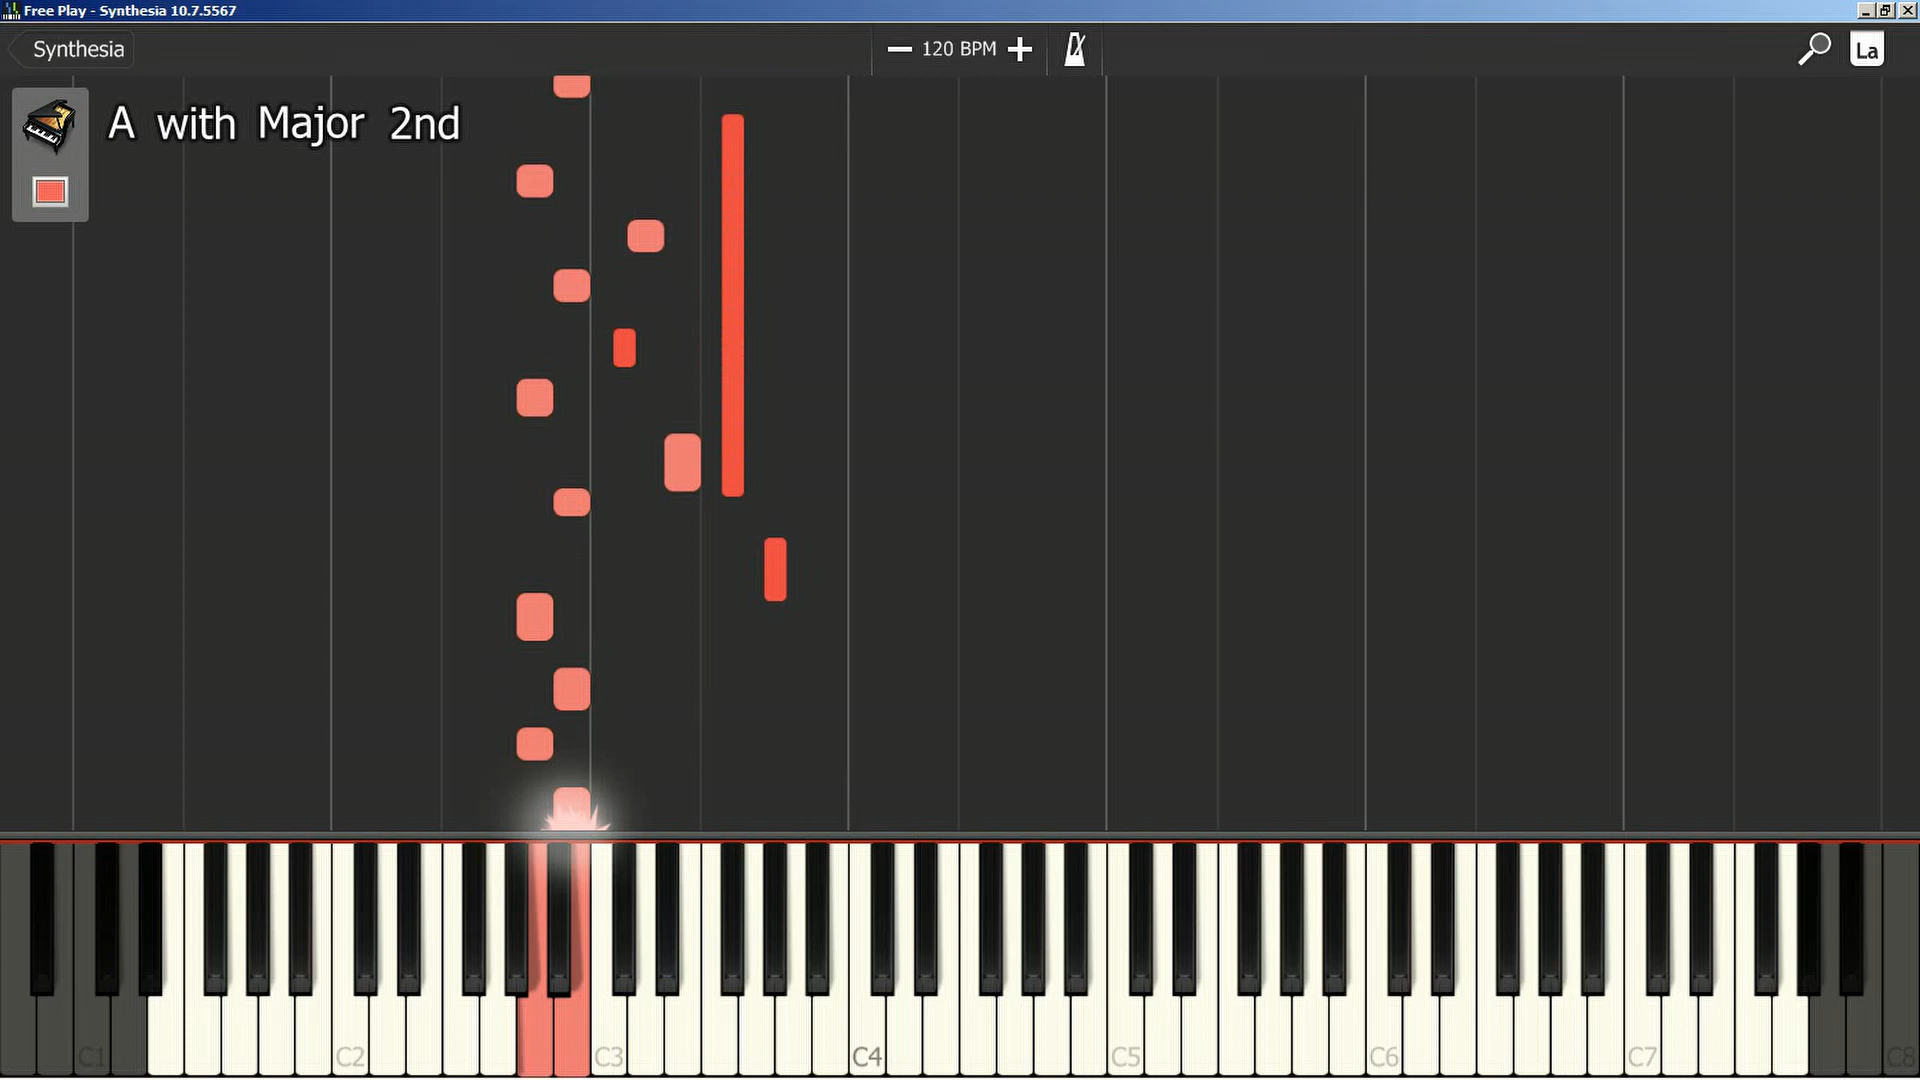 Free Play - Synthesia 10.7.5567
Synthesia
120 BPM
La
A with Major 2nd
C1
C2
C3
C4
C5
C6
C7
C8